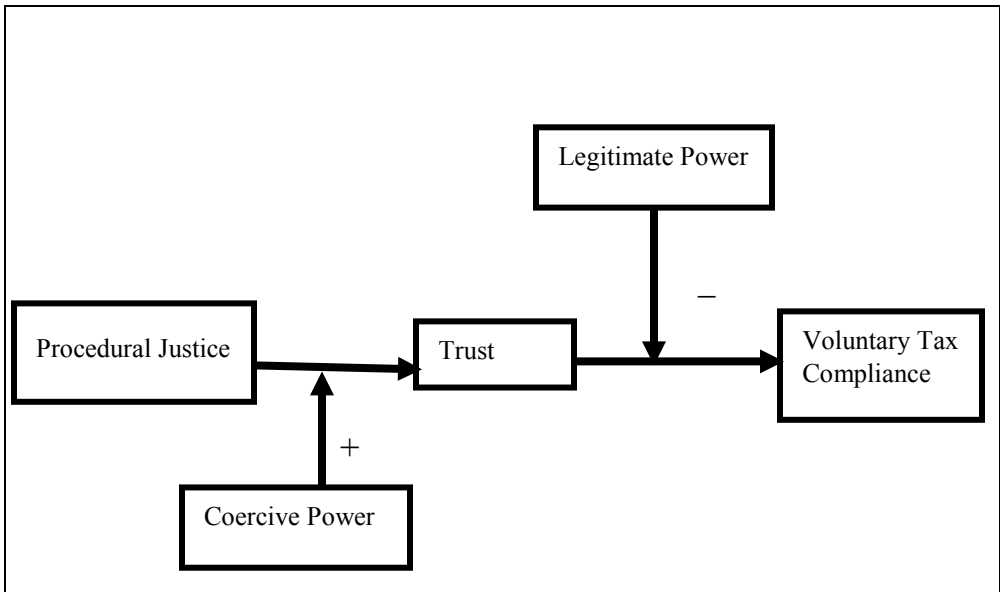 Legitimate Power
–
Procedural Justice
Trust
Voluntary Tax
Compliance
+
Coercive Power